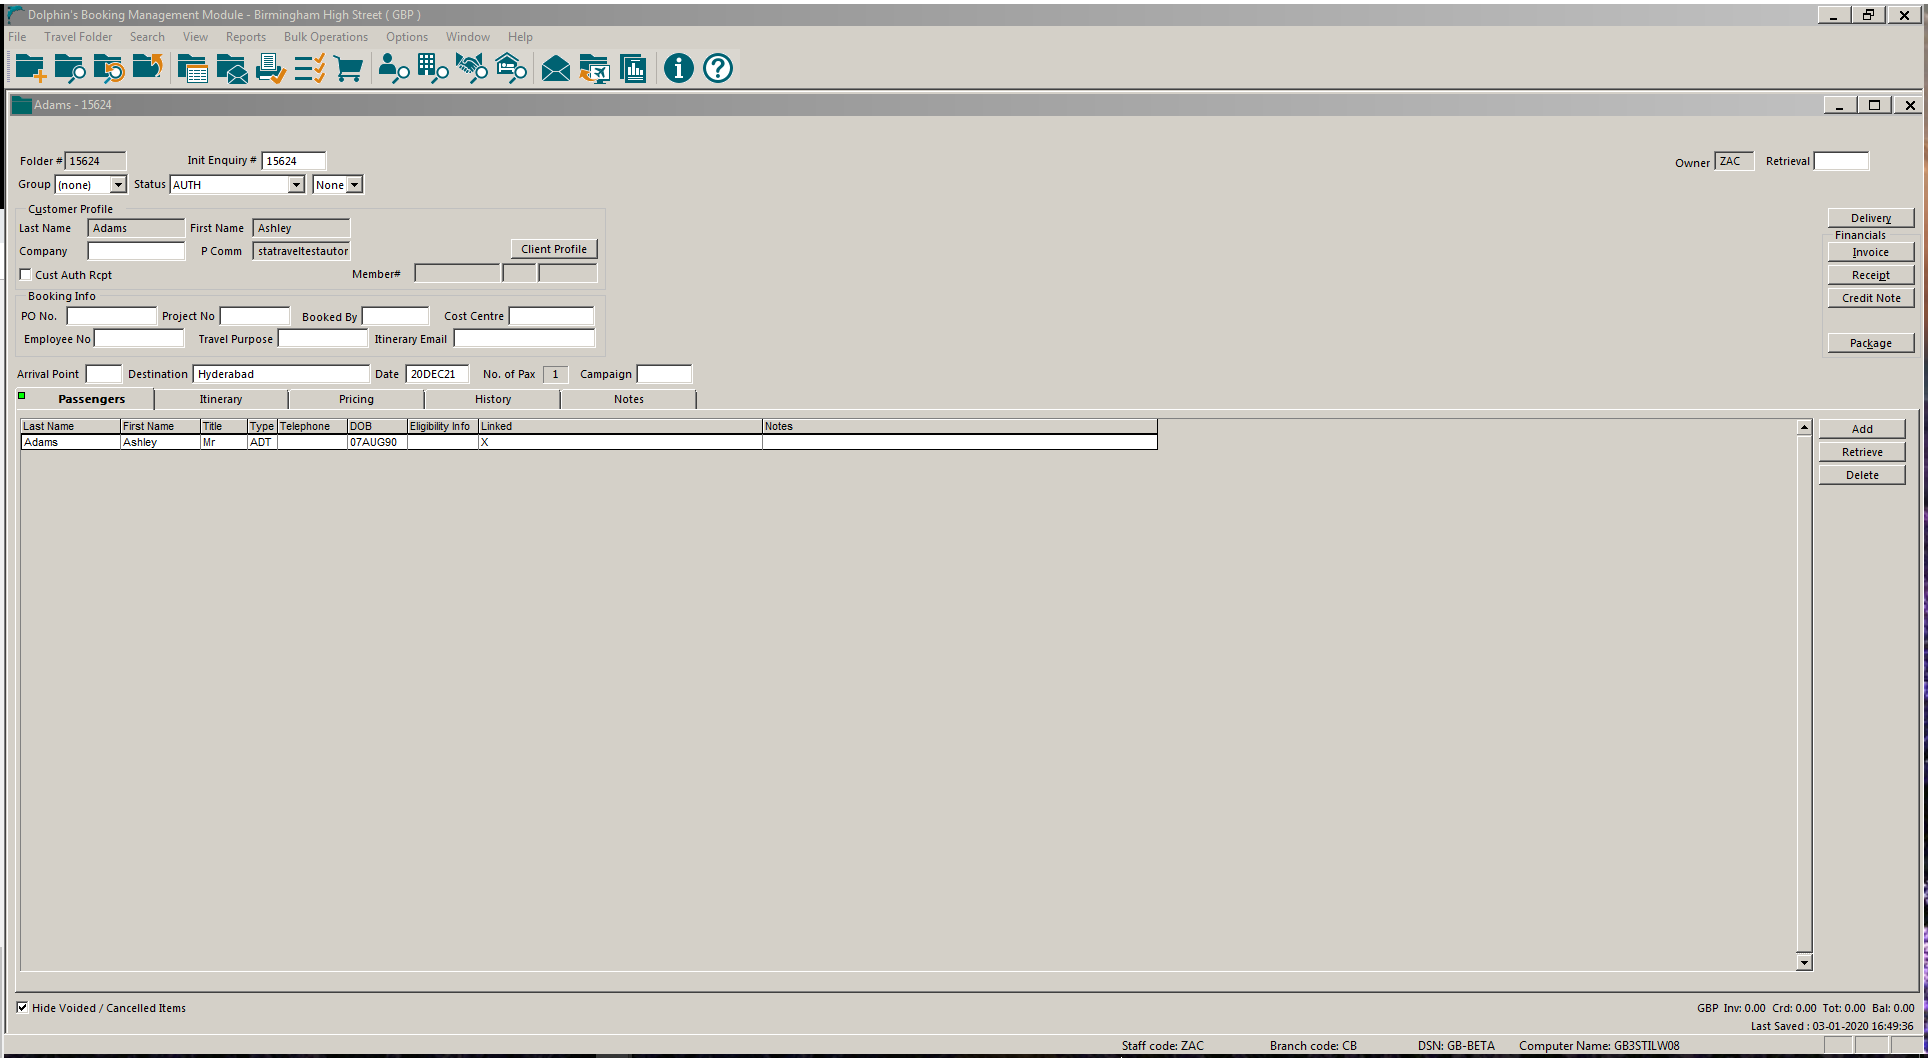 Dolphin's Booking Management Module - Birmingham High Street ( GBP )
File Travel Folder Search View Reports Bulk Operations Options Window Help
Adams - 15624
Folder # 15624 Init Enquiry # 15624 Owner ZAC Retrieval
Group (none) Status AUTH None
Customer Profile
Last Name Adams First Name Ashley
Company P Comm statraveltestautor Client Profile
Cust Auth Rcpt Member#
Delivery
Financials
Invoice
Receipt
Credit Note
Package
Booking Info
PO No. Project No Booked By Cost Centre
Employee No Travel Purpose Itinerary Email
Arrival Point Destination Hyderabad Date 20DEC21 No. of Pax 1 Campaign
Passengers Itinerary Pricing History Notes
Last Name First Name Title Type Telephone DOB Eligibility Info Linked Notes
Adams Ashley Mr ADT 07AUG90 X
Add
Retrieve
Delete
Hide Voided / Cancelled Items
GBP Inv: 0.00 Crd: 0.00 Tot: 0.00 Bal: 0.00
Last Saved : 03-01-2020 16:49:36
Staff code: ZAC Branch code: CB DSN: GB-BETA Computer Name: GB3STILW08